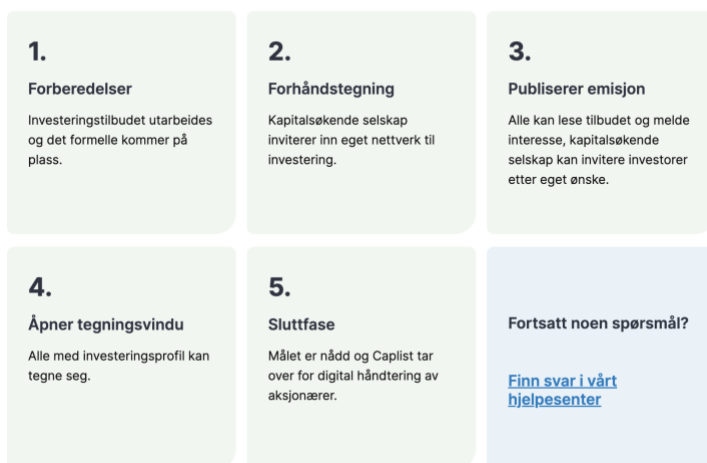 1.
Forberedelser
Investeringstilbudet utarbeides
og det formelle kommer på
plass.
2.
Forhåndstegning
Kapitalsøkende selskap
inviterer inn eget nettverk til
investering.
3.
Publiserer emisjon
Alle kan lese tilbudet og melde
interesse, kapitalsøkende
selskap kan invitere investorer
etter eget ønske.
4.
Åpner tegningsvindu
Alle med investeringsprofil kan
tegne seg.
5.
Sluttfase
Målet er nådd og Caplist tar
over for digital håndtering av
aksjonærer.
Fortsatt noen spørsmål?
Finn svar i vårt
hjelpesenter